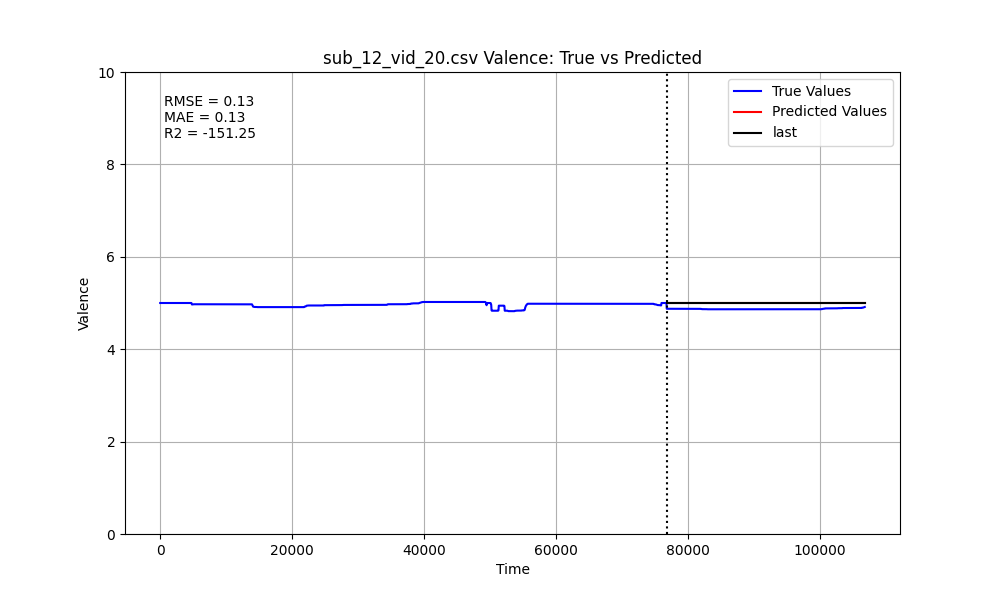 sub_12_vid_20.csv Valence: True vs Predicted
RMSE = 0.13
MAE = 0.13
R2 = -151.25
True Values
Predicted Values
last
Valence
10
8
6
4
2
0
0 20000 40000 60000 80000 100000
Time